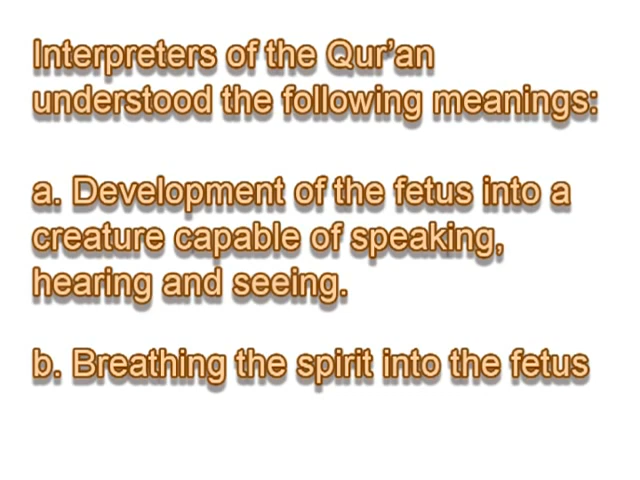 Interpreters of the Qur’an
understood the following meanings:
a. Development of the fetus into a
creature capable of speaking,
hearing and seeing.
b. Breathing the spirit into the fetus